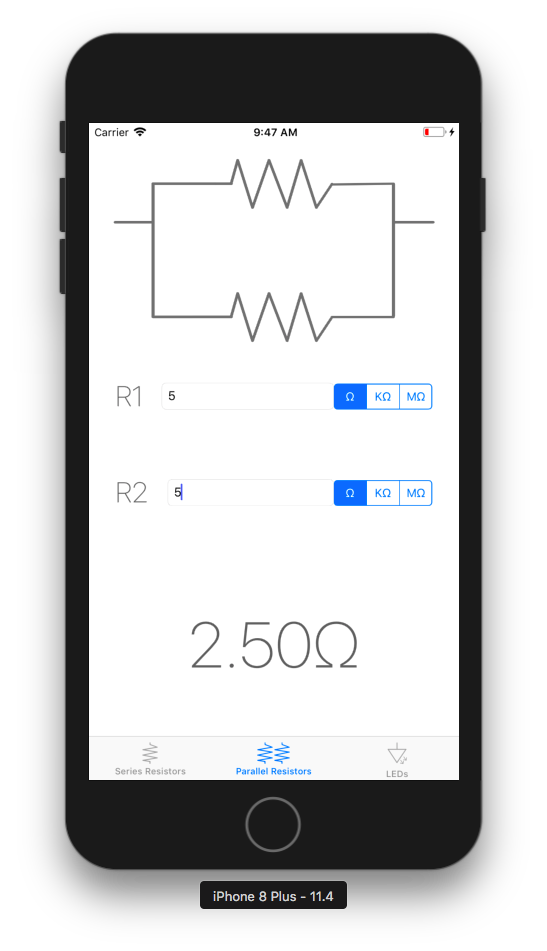 Carrier 9:47 AM
R1 5 Ω KΩ MΩ
R2 5 Ω KΩ MΩ
2.50Ω
Series Resistors Parallel Resistors LEDs
iPhone 8 Plus - 11.4